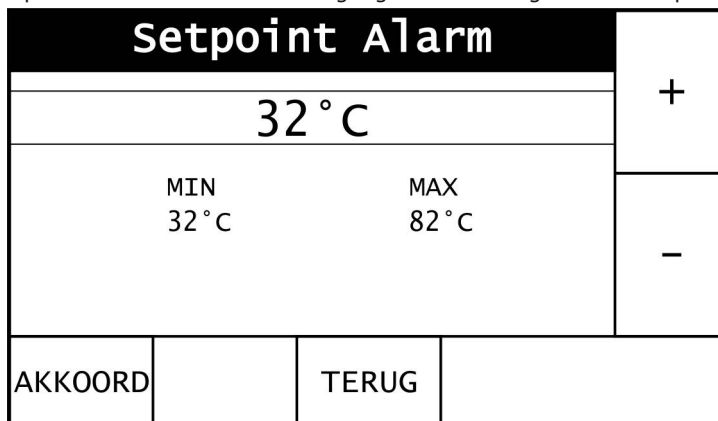 Setpoint Alarm
+
32°C
MIN MAX
32°C 82°C
-
AKKOORD TERUG